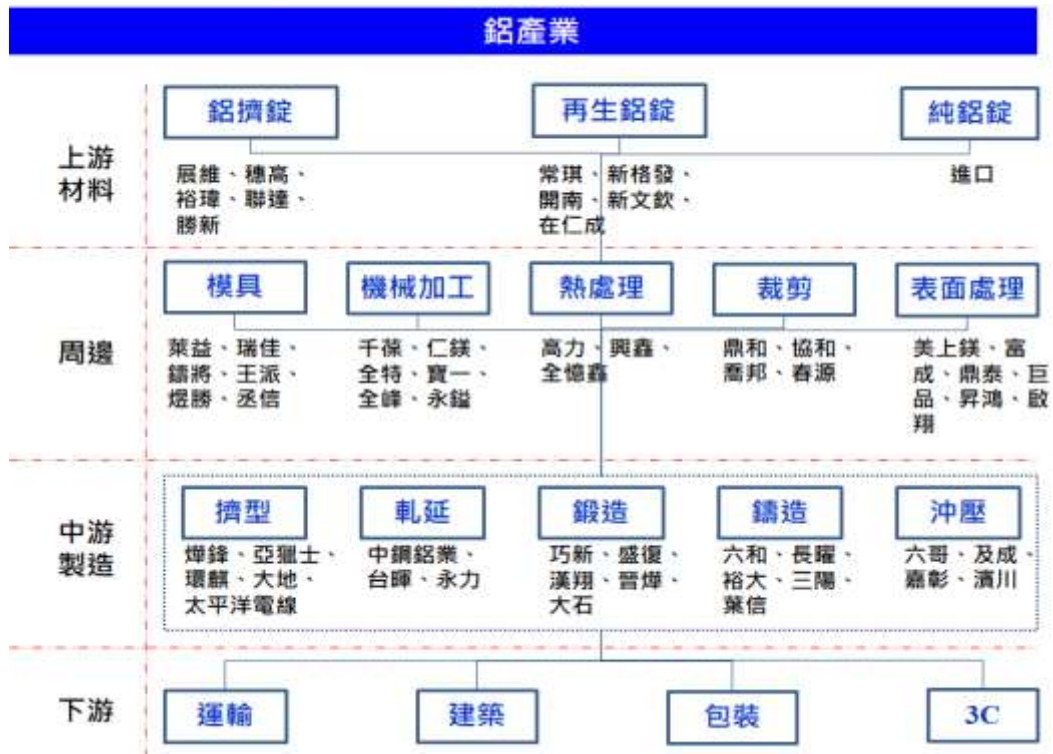 鋁產業
上游
材料
鋁擠錠
展維、穗高、
裕瑋、聯達、
勝新
再生鋁錠
常琪、新格發、
開南、新文欽、
在仁成
純鋁錠
進口
周邊
模具
萊益、瑞佳、
鑄將、王派、
煜勝、丞信
機械加工
千葆、仁鎂、
全特、寶一、
全峰、永鎰
熱處理
高力、興鑫、
全憶鑫
裁剪
鼎和、協和、
喬邦、春源
表面處理
美上鎂、富
成、鼎泰、巨
品、昇鴻、啟
翔
中游
製造
擠型
燁鋒、亞獵士、
環麒、大地、
太平洋電線
軋延
中鋼鋁業、
台暉、永力
鍛造
巧新、盛復、
漢翔、晉燁、
大石
鑄造
六和、長曜、
裕大、三陽、
葉信
沖壓
六哥、及成、
嘉彰、濱川
下游
運輸
建築
包裝
3C